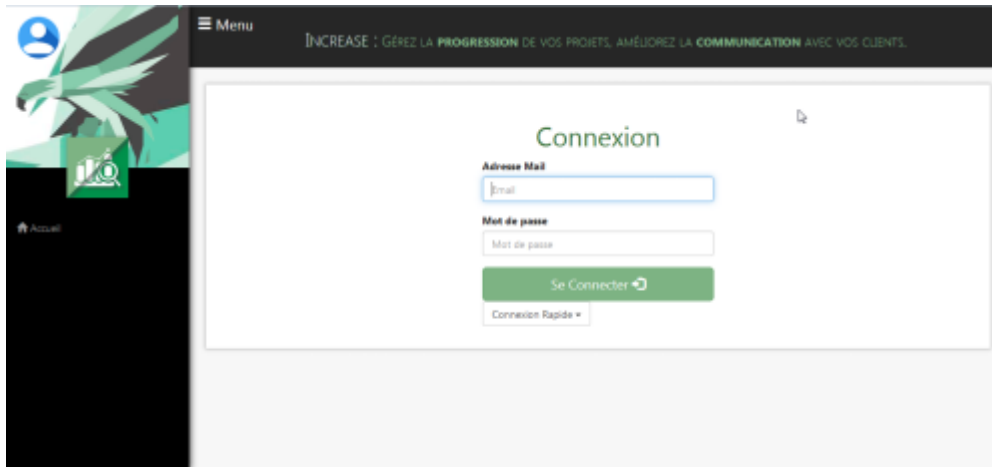 Menu
INCREASE : GÉREZ LA PROGRESSION DE VOS PROJETS, AMÉLIOREZ LA COMMUNICATION AVEC VOS CLIENTS.
Connexion
Adresse Mail
Email
Mot de passe
Mot de passe
Se Connecter
Connexion Rapide
Accueil